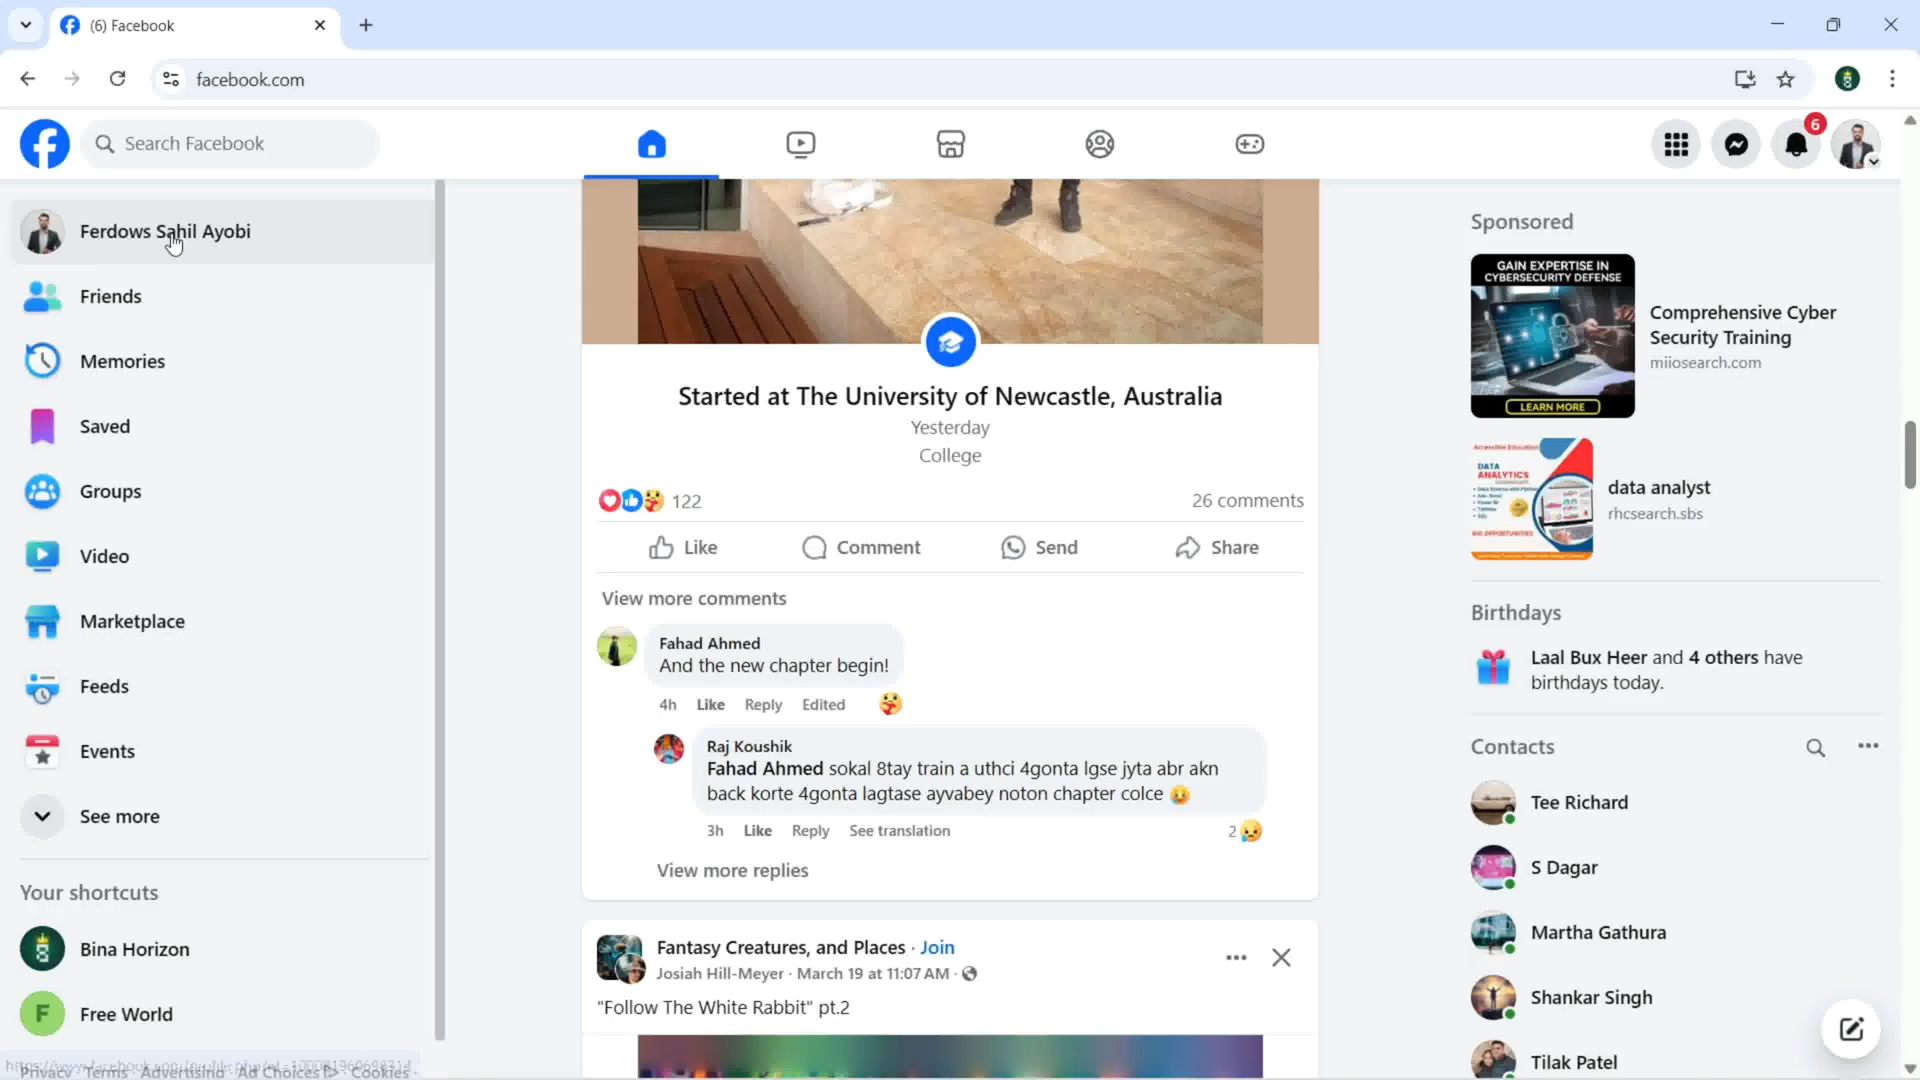 (6) Facebook
facebook.com
Search Facebook
6
Ferdows Sahil Ayobi
Friends
Memories
Saved
Groups
Video
Marketplace
Feeds
Events
See more
Your shortcuts
Bina Horizon
F
Free World
Privacy · Terms · Advertising · Ad Choices · Cookies ·
Started at The University of Newcastle, Australia
Yesterday
College
122
26 comments
Like
Comment
Send
Share
View more comments
Fahad Ahmed
And the new chapter begin!
4h Like Reply Edited
Raj Koushik
Fahad Ahmed sokal 8tay train a uthci 4gonta lgse jyta abr akn
back korte 4gonta lagtase ayvabey noton chapter colce 😥
3h Like Reply See translation
2
View more replies
Fantasy Creatures, and Places · Join
Josiah Hill-Meyer · March 19 at 11:07 AM ·
"Follow The White Rabbit" pt.2
Sponsored
GAIN EXPERTISE IN
CYBERSECURITY DEFENSE
LEARN MORE
Comprehensive Cyber
Security Training
miiosearch.com
Accessible Education
DATA
ANALYTICS
BIG OPPORTUNITIES
data analyst
rhcsearch.sbs
Birthdays
Laal Bux Heer and 4 others have
birthdays today.
Contacts
Tee Richard
S Dagar
Martha Gathura
Shankar Singh
Tilak Patel